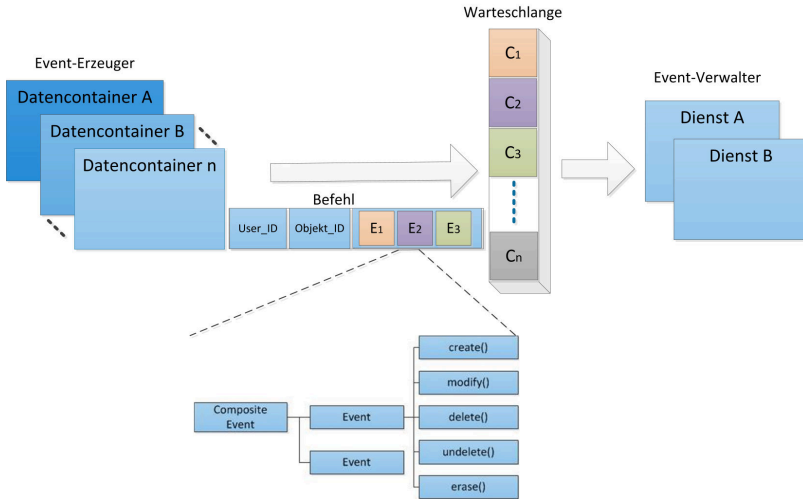 Warteschlange
Event-Erzeuger
Event-Verwalter
Datencontainer A
Datencontainer B
Datencontainer n
C1
C2
C3
Cn
Dienst A
Dienst B
Befehl
User_ID
Objekt_ID
E1
E2
E3
Composite
Event
Event
Event
create()
modify()
delete()
undelete()
erase()